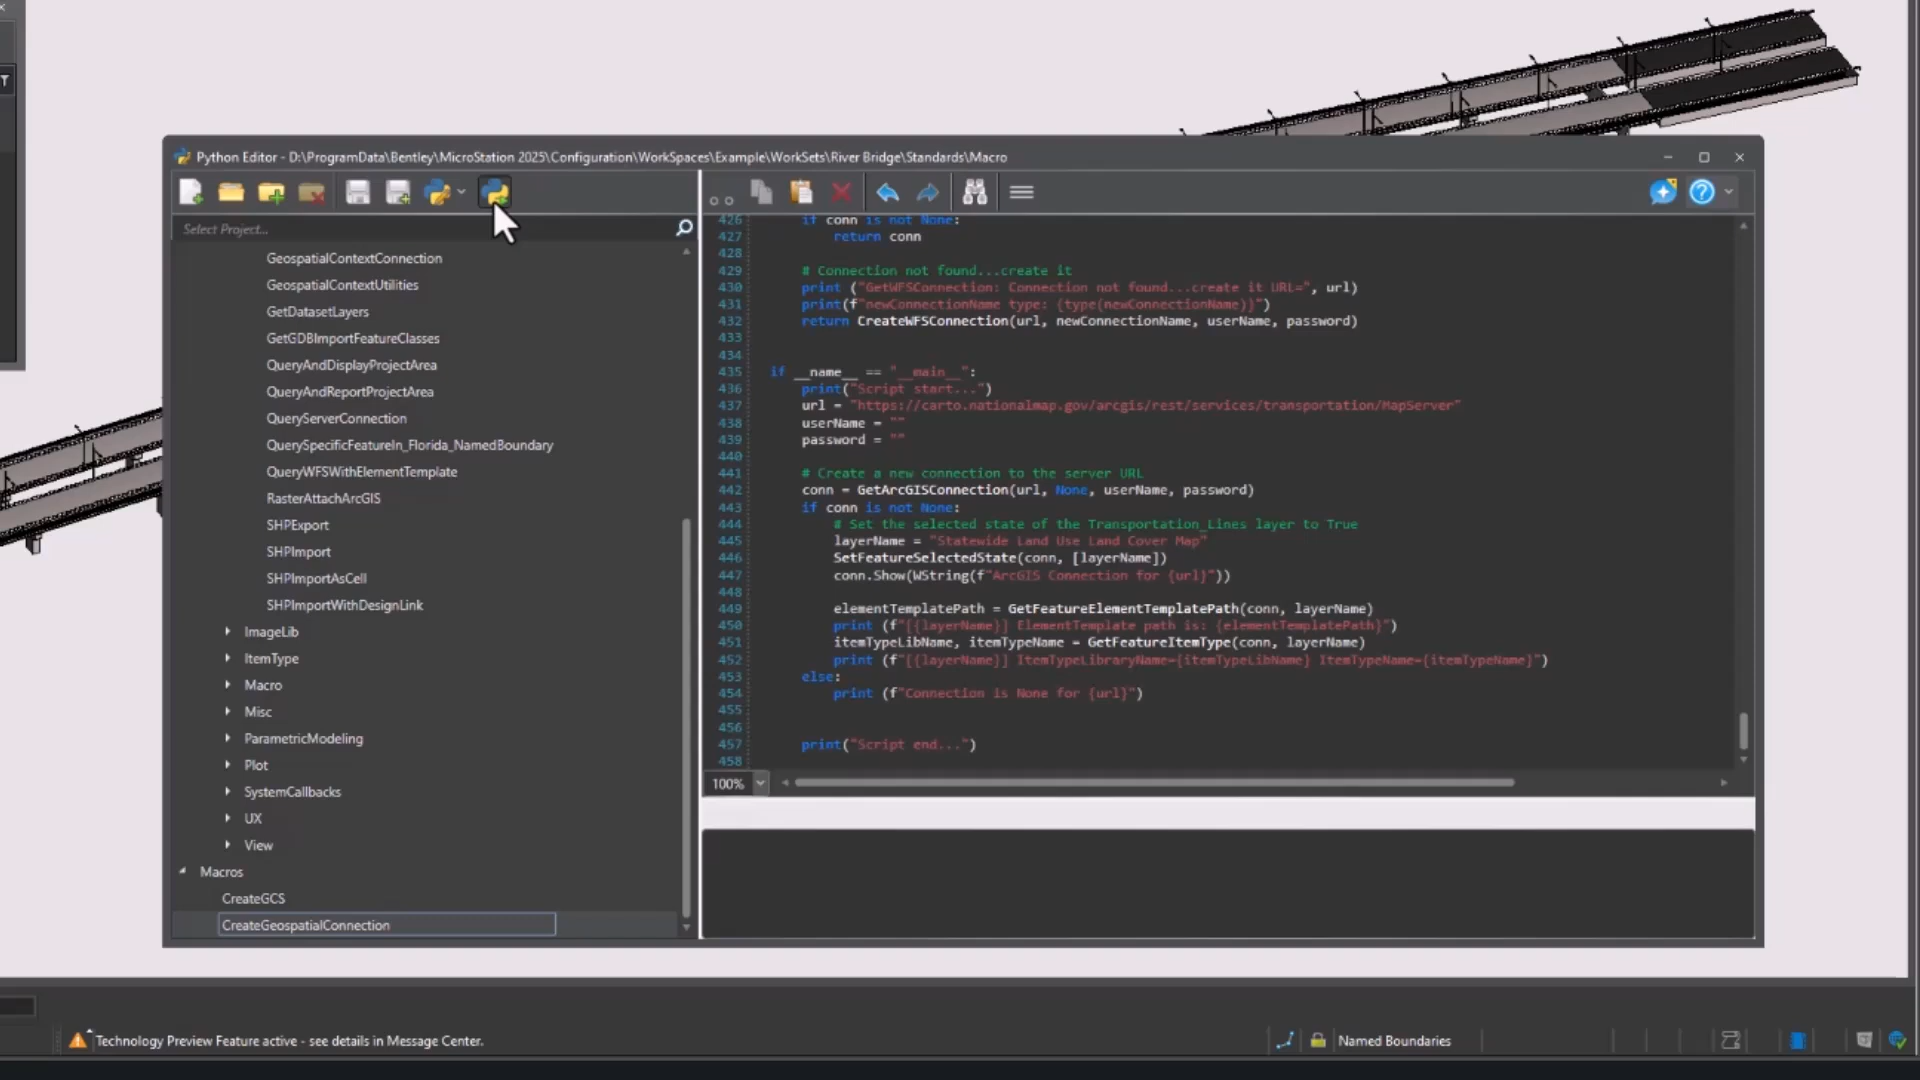 Python Editor - D:\ProgramData\Bentley\MicroStation 2025\Configuration\WorkSpaces\Example\WorkSets\River Bridge\Standards\Macro
Select Project...
GeospatialContextConnection
GeospatialContextUtilities
GetDatasetLayers
GetGDBImportFeatureClasses
QueryAndDisplayProjectArea
QueryAndReportProjectArea
QueryServerConnection
QuerySpecificFeatureIn_Florida_NamedBoundary
QueryWFSWithElementTemplate
RasterAttachArcGIS
SHPExport
SHPImport
SHPImportAsCell
SHPImportWithDesignLink
ImageLib
ItemType
Macro
Misc
ParametricModeling
Plot
SystemCallbacks
UX
View
Macros
CreateGCS
CreateGeospatialConnection
426 if conn is not None:
427 return conn
428
429 # Connection not found...create it
430 print ("GetWFSConnection: Connection not found...create it URL=", url)
431 print(f"newConnectionName type: {type(newConnectionName)}")
432 return CreateWFSConnection(url, newConnectionName, userName, password)
433
434
435 if __name__ == "__main__":
436 print("Script start...")
437 url = "https://carto.nationalmap.gov/arcgis/rest/services/transportation/MapServer"
438 userName = ""
439 password = ""
440
441 # Create a new connection to the server URL
442 conn = GetArcGISConnection(url, None, userName, password)
443 if conn is not None:
444 # Set the selected state of the Transportation_Lines layer to True
445 layerName = "Statewide Land Use Land Cover Map"
446 SetFeatureSelectedState(conn, [layerName])
447 conn.Show(WString(f"ArcGIS Connection for {url}"))
448
449 elementTemplatePath = GetFeatureElementTemplatePath(conn, layerName)
450 print (f"[{layerName}] ElementTemplate path is: {elementTemplatePath}")
451 itemTypeLibName, itemTypeName = GetFeatureItemType(conn, layerName)
452 print (f"[{layerName}] ItemTypeLibraryName={itemTypeLibName} ItemTypeName={itemTypeName}")
453 else:
454 print (f"Connection is None for {url}")
455
456
457 print("Script end...")
458
100%
Technology Preview Feature active - see details in Message Center.
Named Boundaries